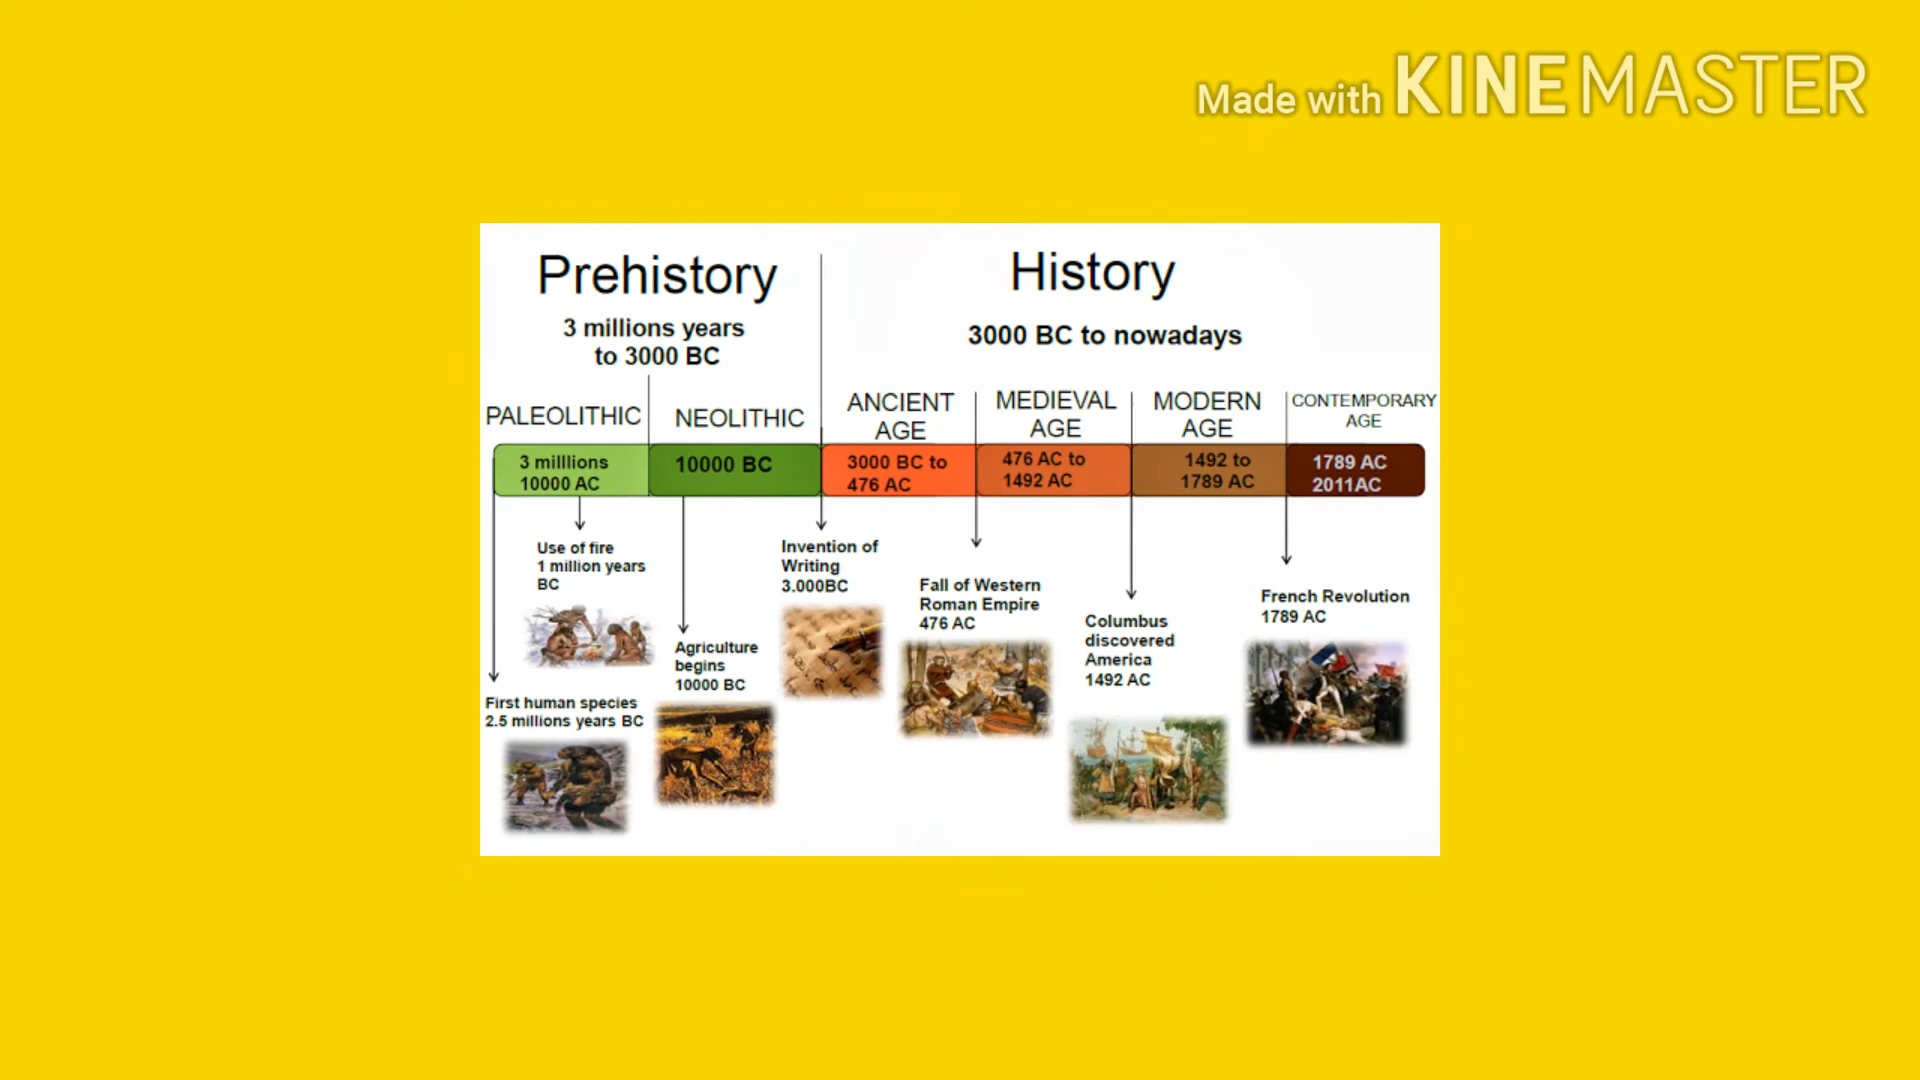 Made with KINEMASTER
Prehistory
3 millions years
to 3000 BC
History
3000 BC to nowadays
PALEOLITHIC
NEOLITHIC
ANCIENT
AGE
MEDIEVAL
AGE
MODERN
AGE
CONTEMPORARY
AGE
3 milllions
10000 AC
10000 BC
3000 BC to
476 AC
476 AC to
1492 AC
1492 to
1789 AC
1789 AC
2011AC
Use of fire
1 million years
BC
First human species
2.5 millions years BC
Agriculture
begins
10000 BC
Invention of
Writing
3.000BC
Fall of Western
Roman Empire
476 AC
Columbus
discovered
America
1492 AC
French Revolution
1789 AC